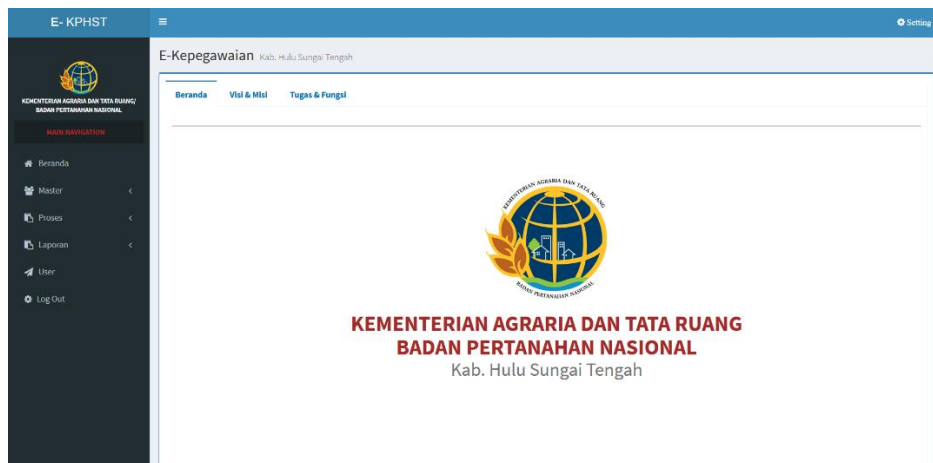 E- KPHST
Setting
KEMENTERIAN AGRARIA DAN TATA RUANG/
BADAN PERTANAHAN NASIONAL
MAIN NAVIGATION
Beranda
Master
Proses
Laporan
User
Log Out
E-Kepegawaian Kab. Hulu Sungai Tengah
Beranda Visi & Misi Tugas & Fungsi
KEMENTERIAN AGRARIA DAN TATA RUANG
BADAN PERTANAHAN NASIONAL
KEMENTERIAN AGRARIA DAN TATA RUANG
BADAN PERTANAHAN NASIONAL
Kab. Hulu Sungai Tengah